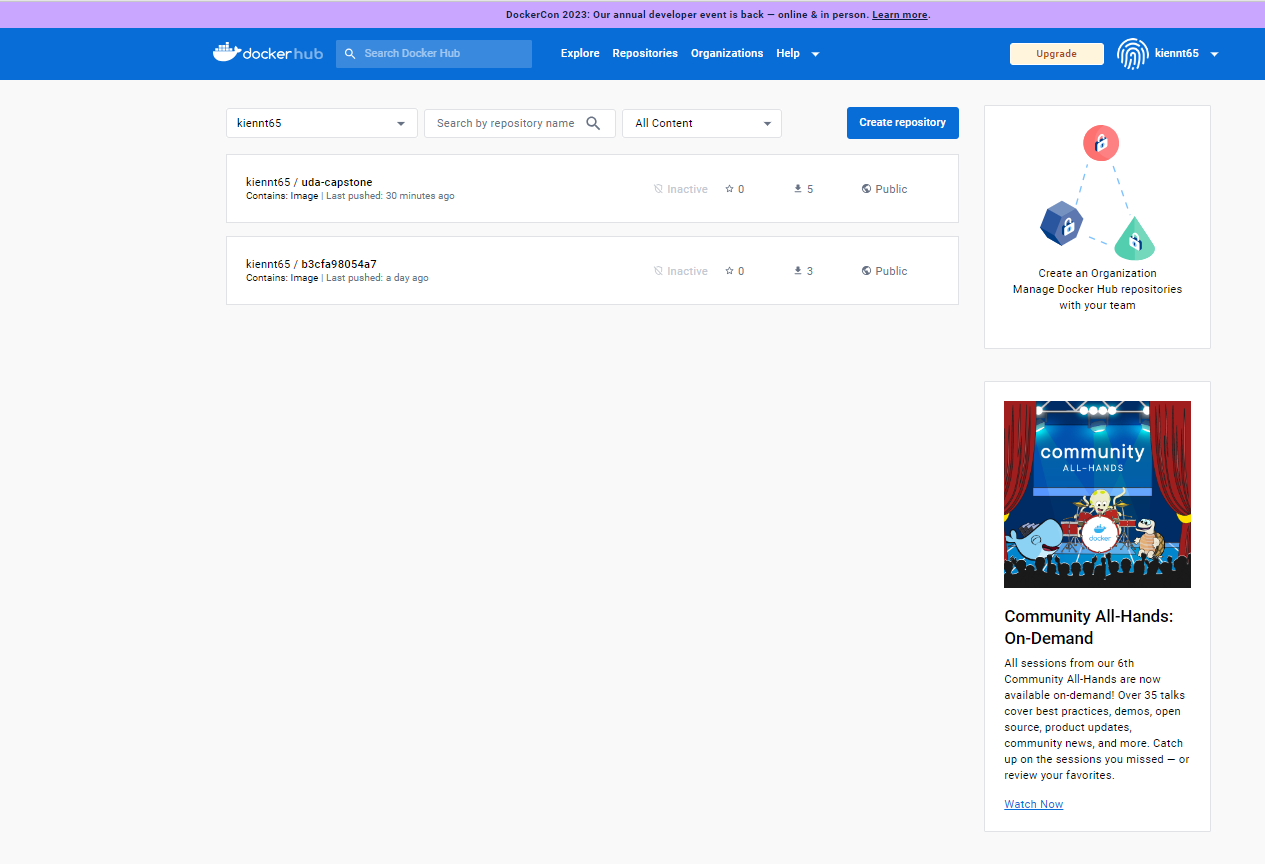 DockerCon 2023: Our annual developer event is back — online & in person. Learn more.
docker hub
Search Docker Hub
Explore Repositories Organizations Help
Upgrade
kiennt65
kiennt65
Search by repository name
All Content
Create repository
kiennt65 / uda-capstone
Contains: Image | Last pushed: 30 minutes ago
Inactive 0 5 Public
kiennt65 / b3cfa98054a7
Contains: Image | Last pushed: a day ago
Inactive 0 3 Public
Create an Organization
Manage Docker Hub repositories
with your team
community
ALL-HANDS
docker
Community All-Hands:
On-Demand
All sessions from our 6th
Community All-Hands are now
available on-demand! Over 35 talks
cover best practices, demos, open
source, product updates,
community news, and more. Catch
up on the sessions you missed — or
review your favorites.
Watch Now